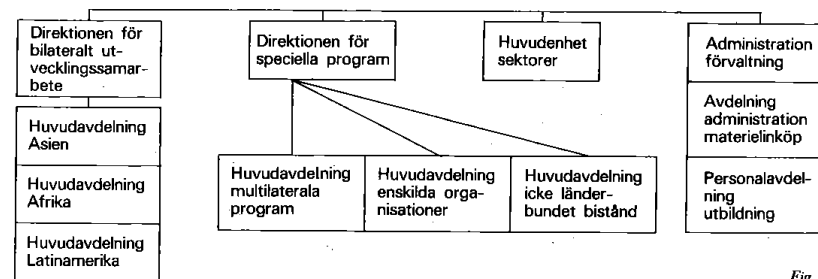 Direktionen för
bilateralt ut-
vecklingssamar-
bete
Huvudavdelning
Asien
Huvudavdelning
Afrika
Huvudavdelning
Latinamerika
Direktionen för
speciella program
Huvudavdelning
multilaterala
program
Huvudavdelning
enskilda orga-
nisationer
Huvudavdelning
icke länder-
bundet bistånd
Huvudenhet
sektorer
Administration
förvaltning
Avdelning
administration
materielinköp
Personalavdel-
ning
utbildning
Fig